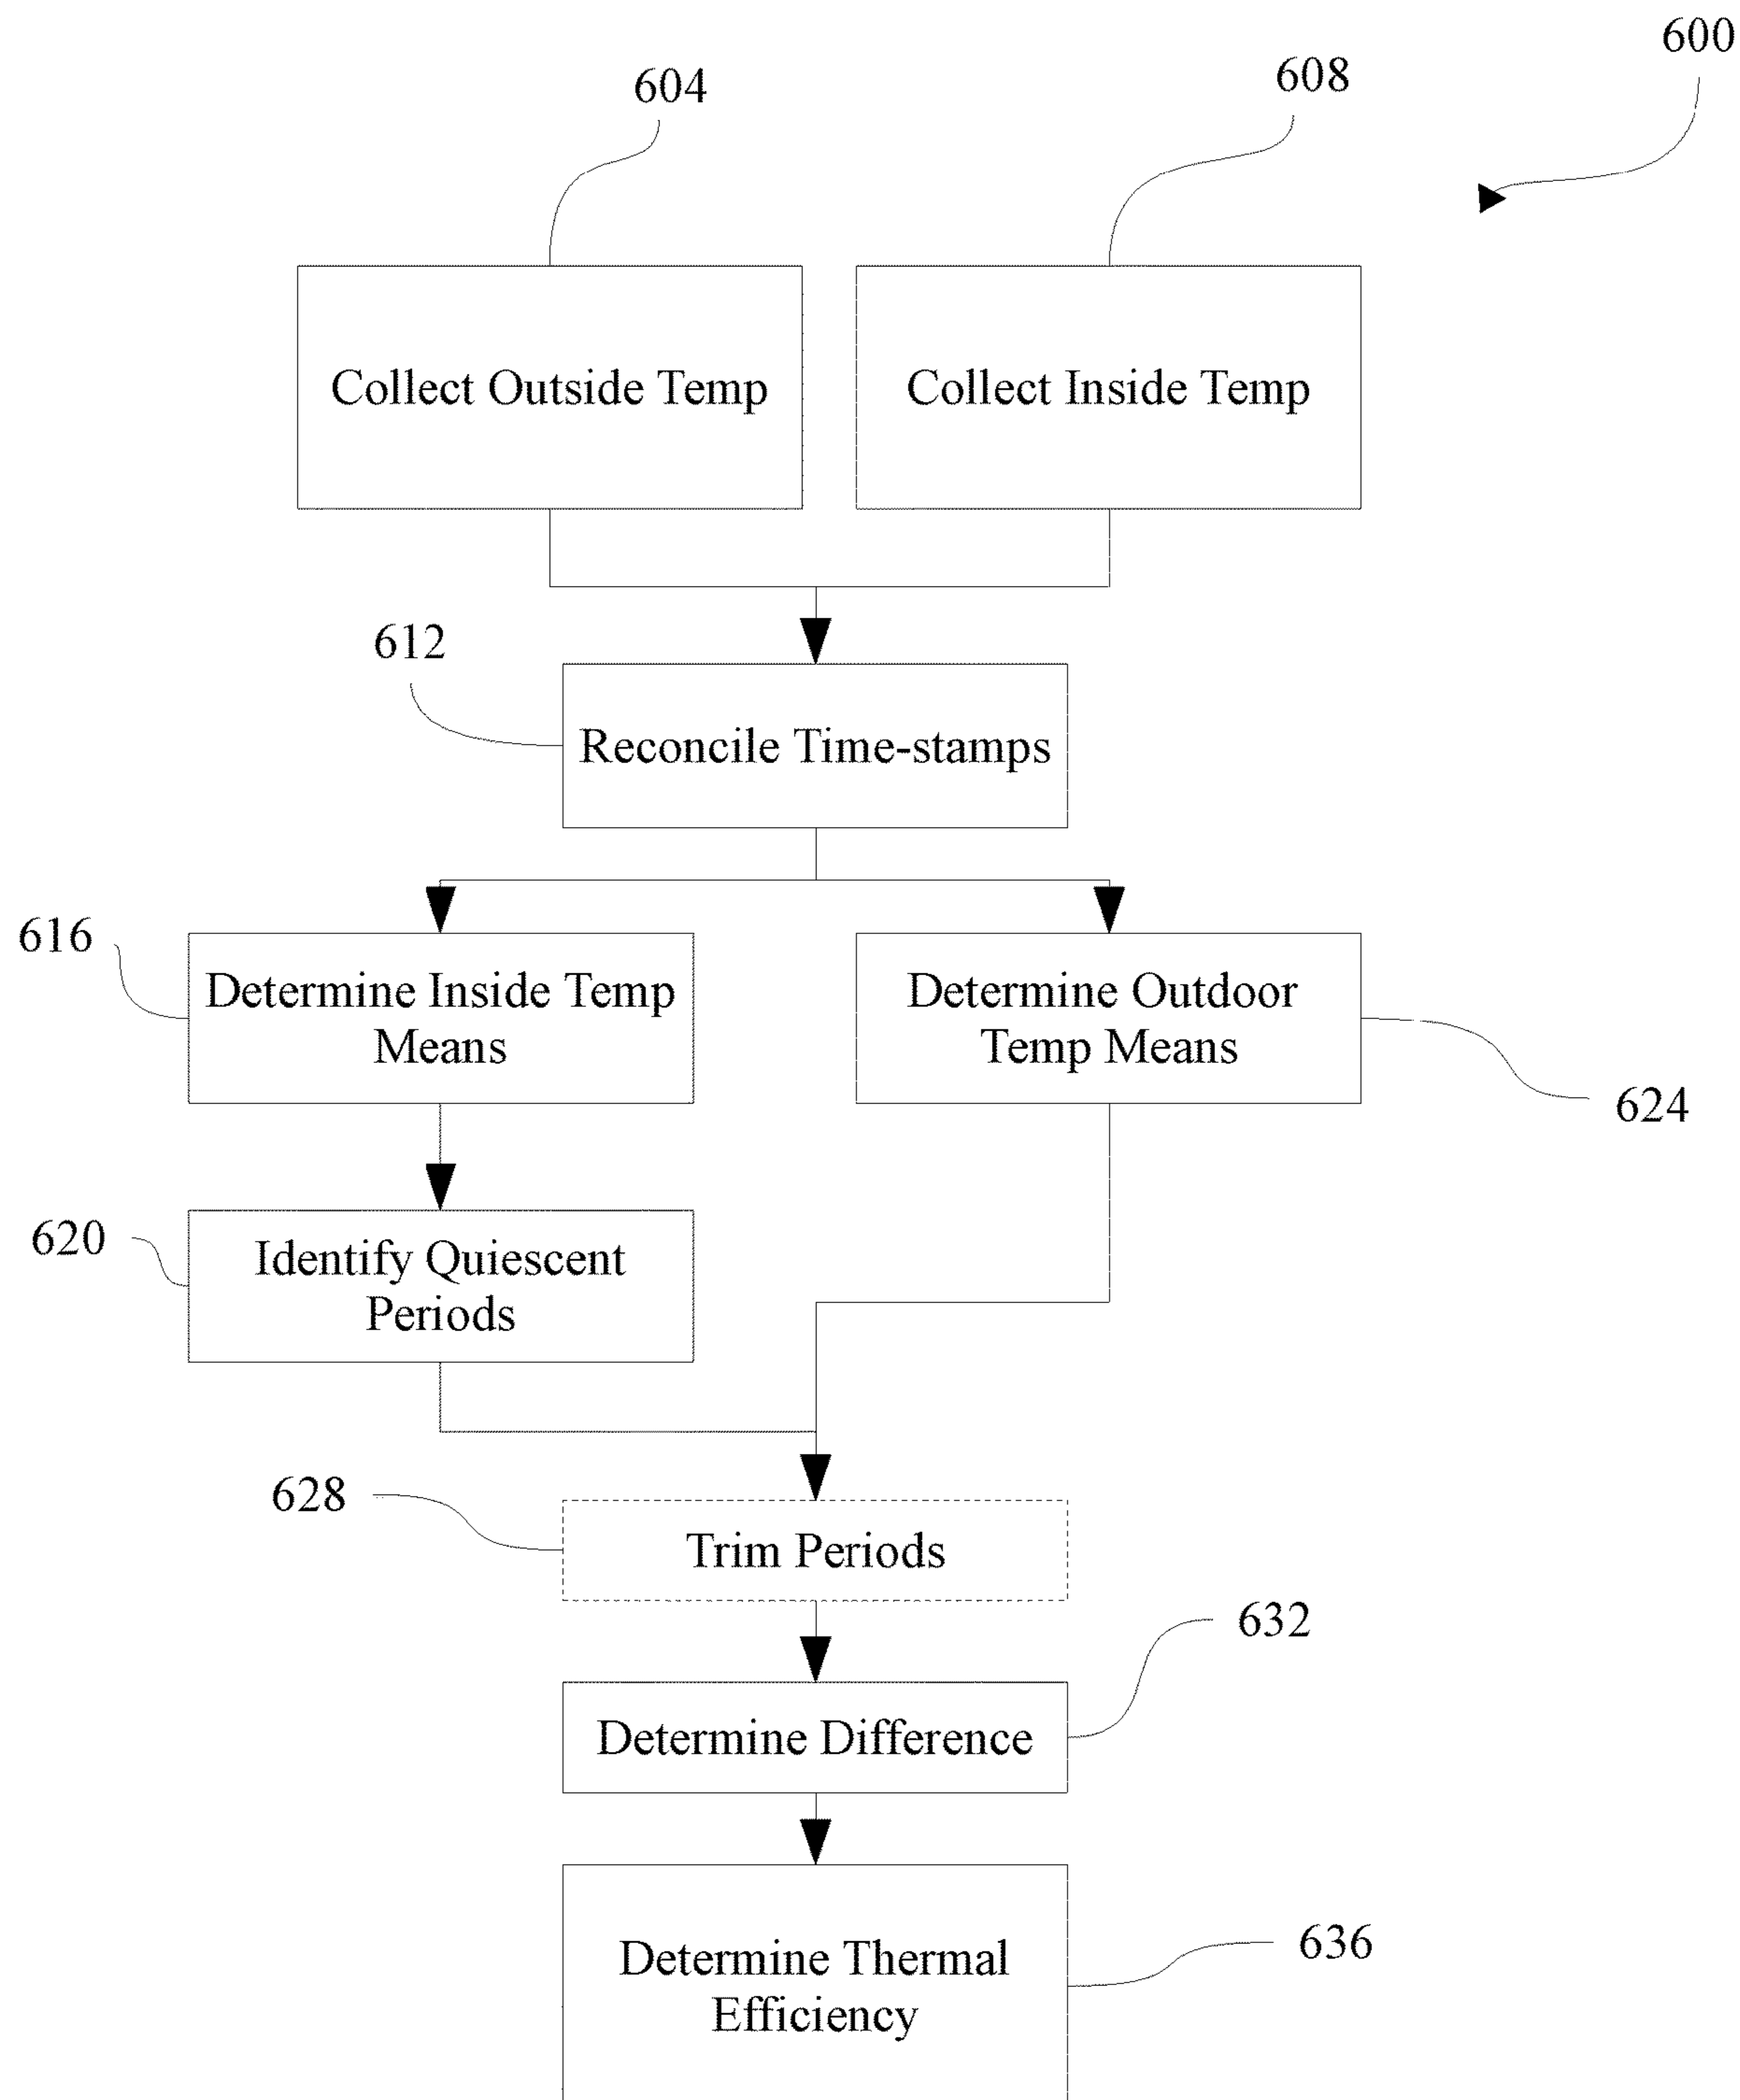 600
604
608
Collect Outside Temp
Collect Inside Temp
612
Reconcile Time-stamps
616
Determine Inside Temp
Means
Determine Outdoor
Temp Means
624
620
Identify Quiescent
Periods
628
Trim Periods
632
Determine Difference
636
Determine Thermal
Efficiency